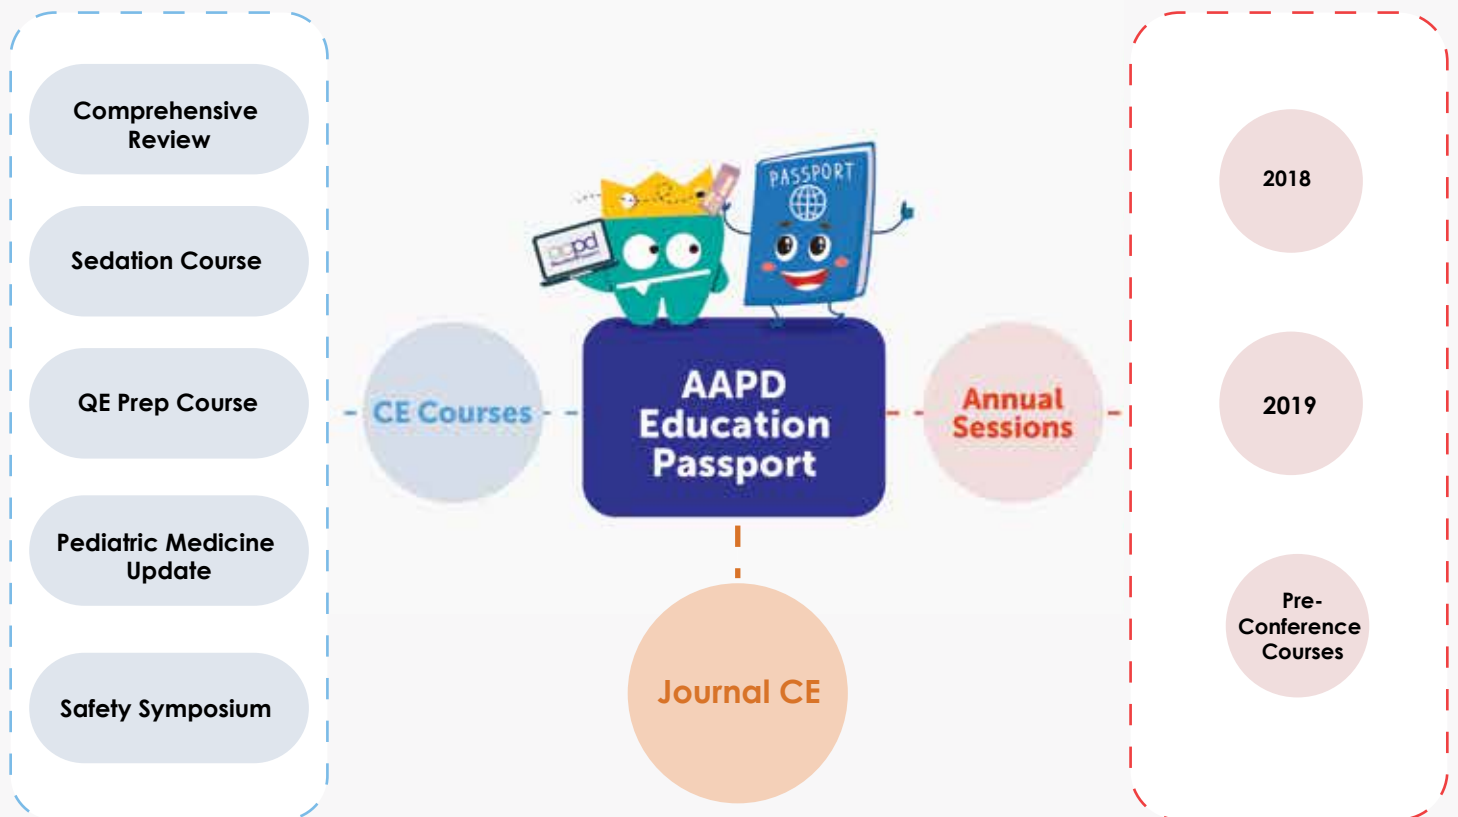 Comprehensive
Review
Sedation Course
QE Prep Course
Pediatric Medicine
Update
Safety Symposium
CE Courses
aapd
PASSPORT
AAPD
Education
Passport
Journal CE
Annual
Sessions
2018
2019
Pre-
Conference
Courses